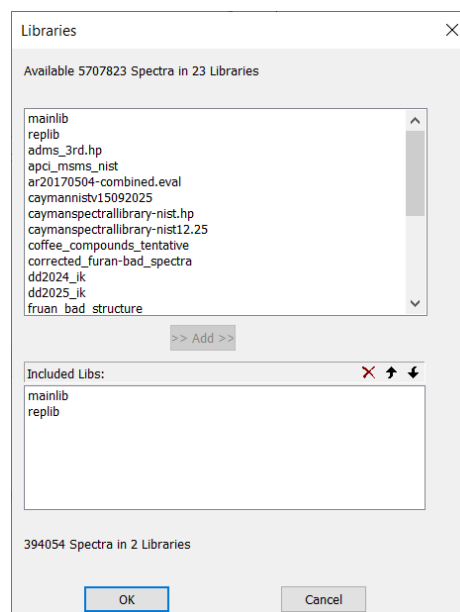 Libraries
Available 5707823 Spectra in 23 Libraries
mainlib
replib
adms_3rd.hp
apci_msms_nist
ar20170504-combined.eval
caymannistv15092025
caymanspectrallibrary-nist.hp
caymanspectrallibrary-nist12.25
coffee_compounds_tentative
corrected_furan-bad_spectra
dd2024_ik
dd2025_ik
fruan_bad_structure
>> Add >>
Included Libs:
mainlib
replib
394054 Spectra in 2 Libraries
OK Cancel